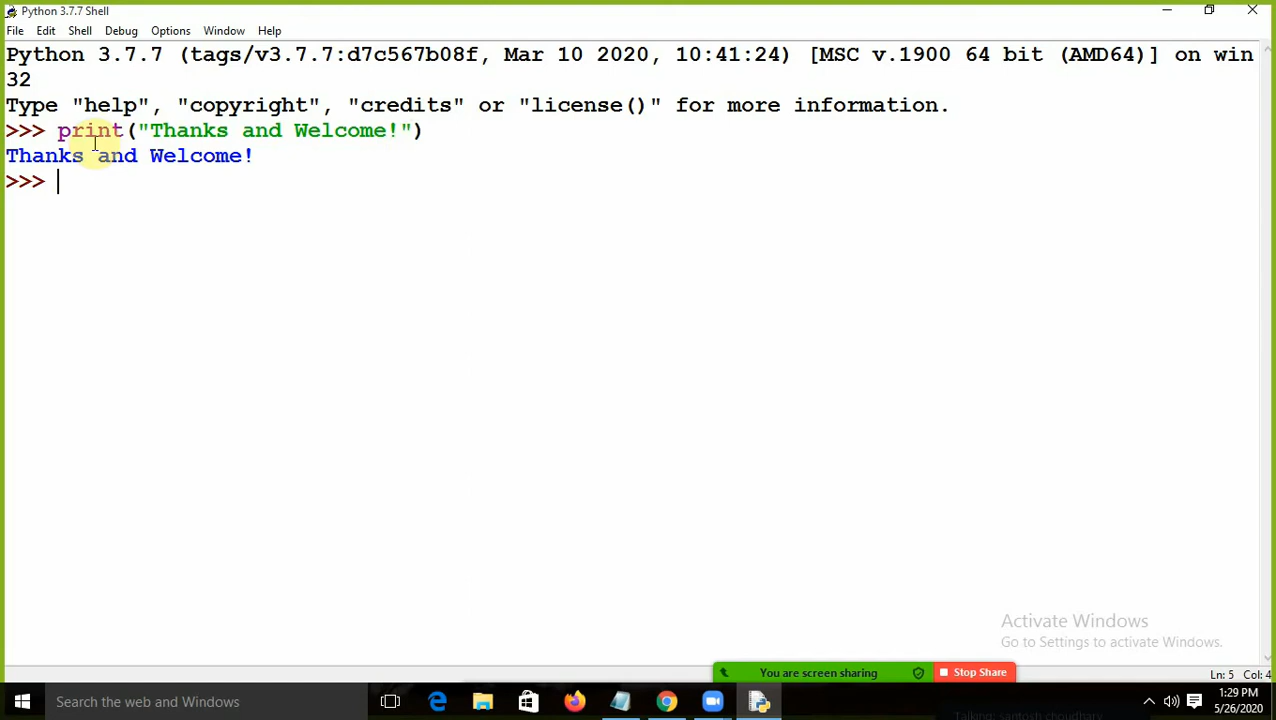 Python 3.7.7 Shell
File Edit Shell Debug Options Window Help
Python 3.7.7 (tags/v3.7.7:d7c567b08f, Mar 10 2020, 10:41:24) [MSC v.1900 64 bit (AMD64)] on win
32
Type "help", "copyright", "credits" or "license()" for more information.
>>> print("Thanks and Welcome!")
Thanks and Welcome!
>>>
Activate Windows
Go to Settings to activate Windows.
You are screen sharing Stop Share
Ln: 5 Col: 4
Search the web and Windows
1:29 PM
5/26/2020
Talking: santosh choudhary